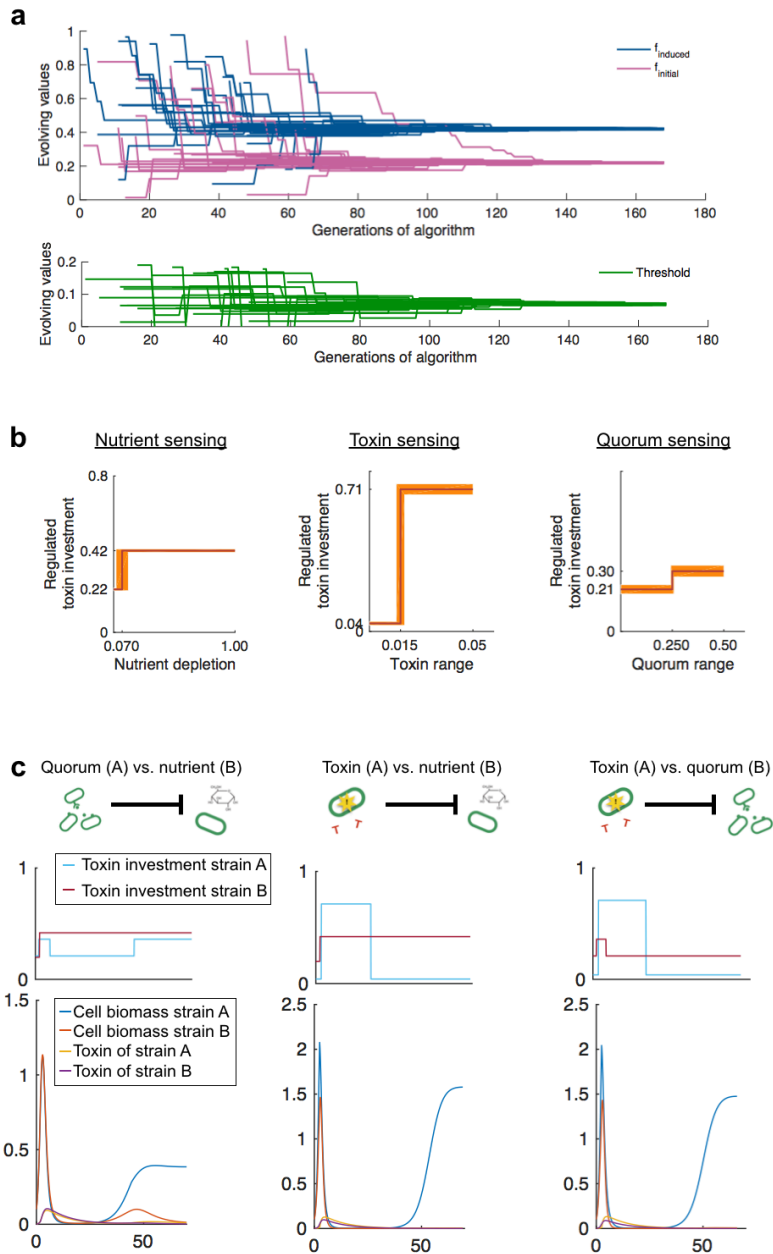 a
1
0.8
0.6
0.4
0.2
0
Evolving values
f induced
f initial
0 20 40 60 80 100 120 140 160 180
Generations of algorithm
0.2
0.1
0
Evolving values
Threshold
0 20 40 60 80 100 120 140 160 180
Generations of algorithm
b
Nutrient sensing
Regulated
toxin investment
0.8
0.42
0.22
0
0.070 1.00
Nutrient depletion
Toxin sensing
Regulated
toxin investment
0.71
0.04
0.015 0.05
Toxin range
Quorum sensing
Regulated
toxin investment
0.30
0.21
0
0.250 0.50
Quorum range
c
Quorum (A) vs. nutrient (B)
Toxin (A) vs. nutrient (B)
Toxin (A) vs. quorum (B)
1
0
Toxin investment strain A
Toxin investment strain B
1
0
1
0
1.5
1
0.5
0
Cell biomass strain A
Cell biomass strain B
Toxin of strain A
Toxin of strain B
0 50
2.5
2
1.5
1
0.5
0
0 50
2.5
2
1.5
1
0.5
0
0 50